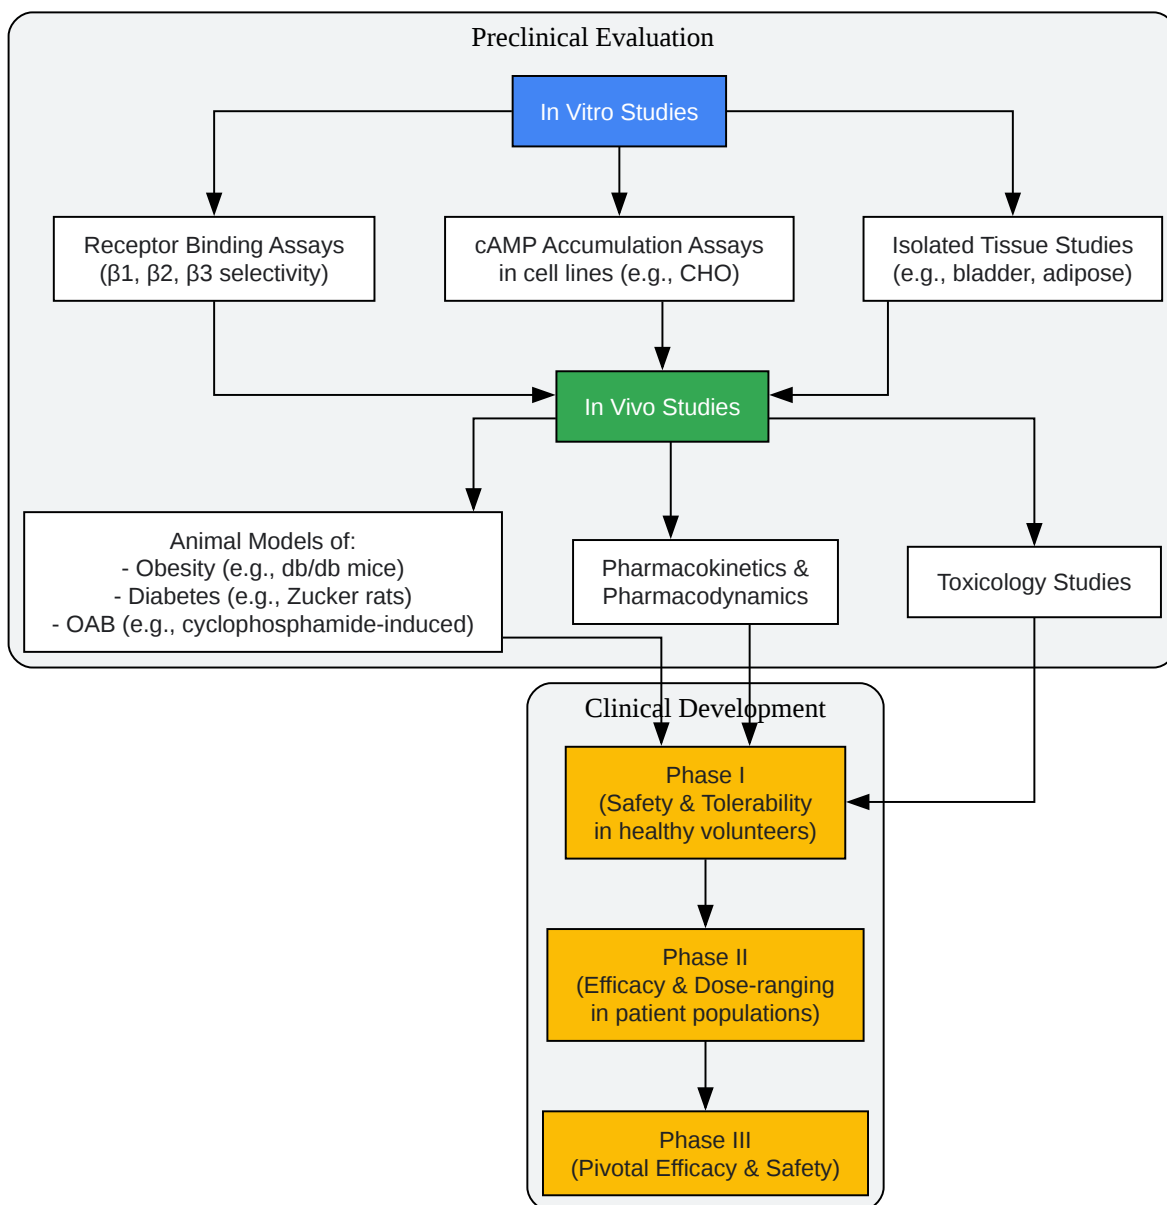 Preclinical Evaluation
In Vitro Studies
Receptor Binding Assays
(β1, β2, β3 selectivity)
cAMP Accumulation Assays
in cell lines (e.g., CHO)
Isolated Tissue Studies
(e.g., bladder, adipose)
In Vivo Studies
Animal Models of:
- Obesity (e.g., db/db mice)
- Diabetes (e.g., Zucker rats)
- OAB (e.g., cyclophosphamide-induced)
Pharmacokinetics &
Pharmacodynamics
Toxicology Studies
Clinical Development
Phase I
(Safety & Tolerability
in healthy volunteers)
Phase II
(Efficacy & Dose-ranging
in patient populations)
Phase III
(Pivotal Efficacy & Safety)